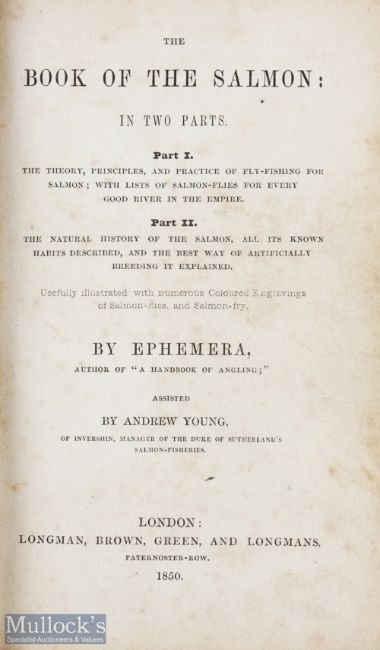 THE
BOOK OF THE SALMON:
IN TWO PARTS.
Part I.
THE THEORY, PRINCIPLES, AND PRACTICE OF FLY-FISHING FOR
SALMON; WITH LISTS OF SALMON-FLIES FOR EVERY
GOOD RIVER IN THE EMPIRE.
Part II.
THE NATURAL HISTORY OF THE SALMON, ALL ITS KNOWN
HABITS DESCRIBED, AND THE BEST WAY OF ARTIFICIALLY
BREEDING IT EXPLAINED.
Usefully illustrated with numerous Coloured Engravings
of Salmon-flies, and Salmon-fry.
BY EPHEMERA,
AUTHOR OF "A HANDBOOK OF ANGLING;"
ASSISTED
BY ANDREW YOUNG,
OF INVERSHIN, MANAGER OF THE DUKE OF SUTHERLAND'S
SALMON-FISHERIES.
LONDON:
LONGMAN, BROWN, GREEN, AND LONGMANS,
PATERNOSTER-ROW.
1850.
Mullock's
Specialist Auctioneers & Valuers